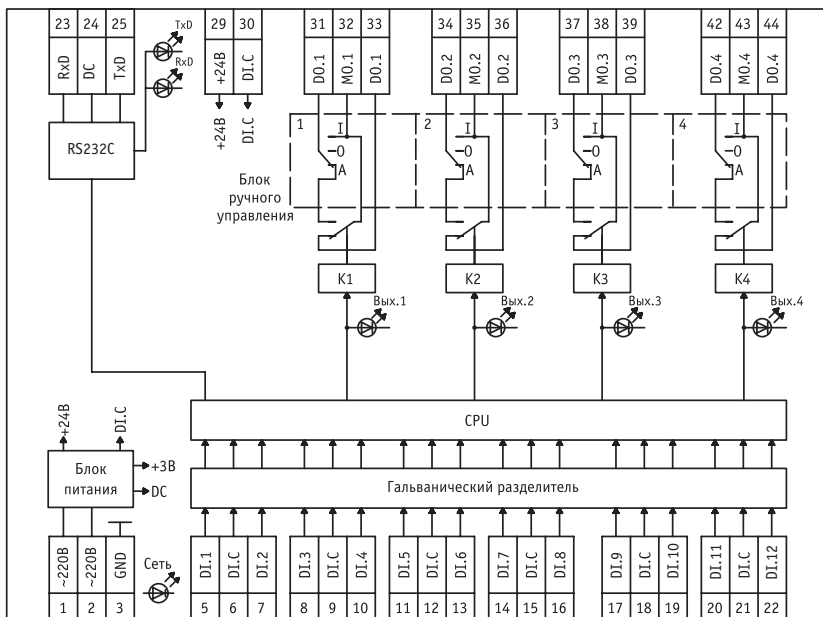 23 24 25 TxD 29 30 31 32 33 34 35 36 37 38 39 42 43 44
RxD DC TxD RxD +24В DI.C DO.1 MO.1 DO.1 DO.2 MO.2 DO.2 DO.3 MO.3 DO.3 DO.4 MO.4 DO.4
+24В DI.C
1 2 3 4
I I I I
RS232C
О О О О
А А А А
Блок
ручного
управления
K1 K2 K3 K4
Вых.1 Вых.2 Вых.3 Вых.4
+24В DI.C
CPU
Блок
питания
+3В
DC
Гальванический разделитель
~220В ~220В GND Сеть DI.1 DI.C DI.2 DI.3 DI.C DI.4 DI.5 DI.C DI.6 DI.7 DI.C DI.8 DI.9 DI.C DI.10 DI.11 DI.C DI.12
1 2 3 5 6 7 8 9 10 11 12 13 14 15 16 17 18 19 20 21 22